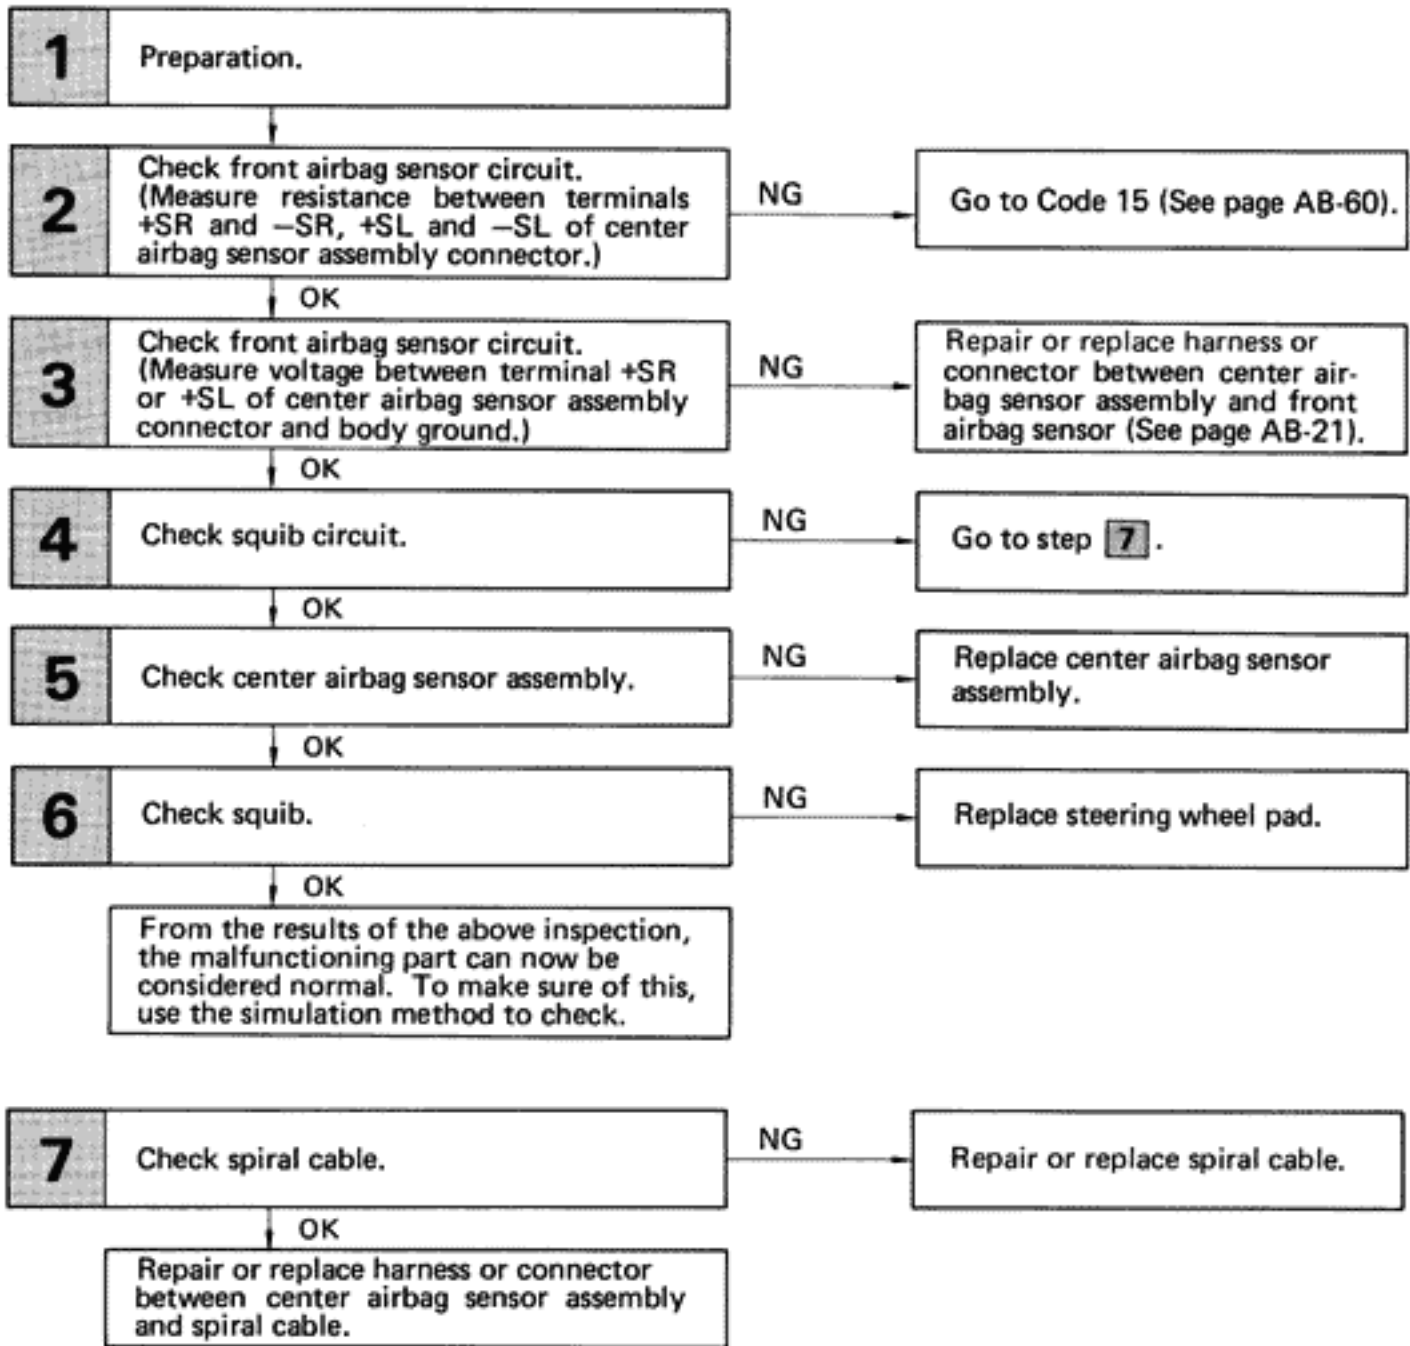 1
Preparation.
2
Check front airbag sensor circuit.
(Measure resistance between terminals
+SR and −SR, +SL and −SL of center
airbag sensor assembly connector.)
NG
Go to Code 15 (See page AB-60).
OK
3
Check front airbag sensor circuit.
(Measure voltage between terminal +SR
or +SL of center airbag sensor assembly
connector and body ground.)
NG
Repair or replace harness or
connector between center air-
bag sensor assembly and front
airbag sensor (See page AB-21).
OK
4
Check squib circuit.
NG
Go to step 7 .
OK
5
Check center airbag sensor assembly.
NG
Replace center airbag sensor
assembly.
OK
6
Check squib.
NG
Replace steering wheel pad.
OK
From the results of the above inspection,
the malfunctioning part can now be
considered normal. To make sure of this,
use the simulation method to check.
7
Check spiral cable.
NG
Repair or replace spiral cable.
OK
Repair or replace harness or connector
between center airbag sensor assembly
and spiral cable.